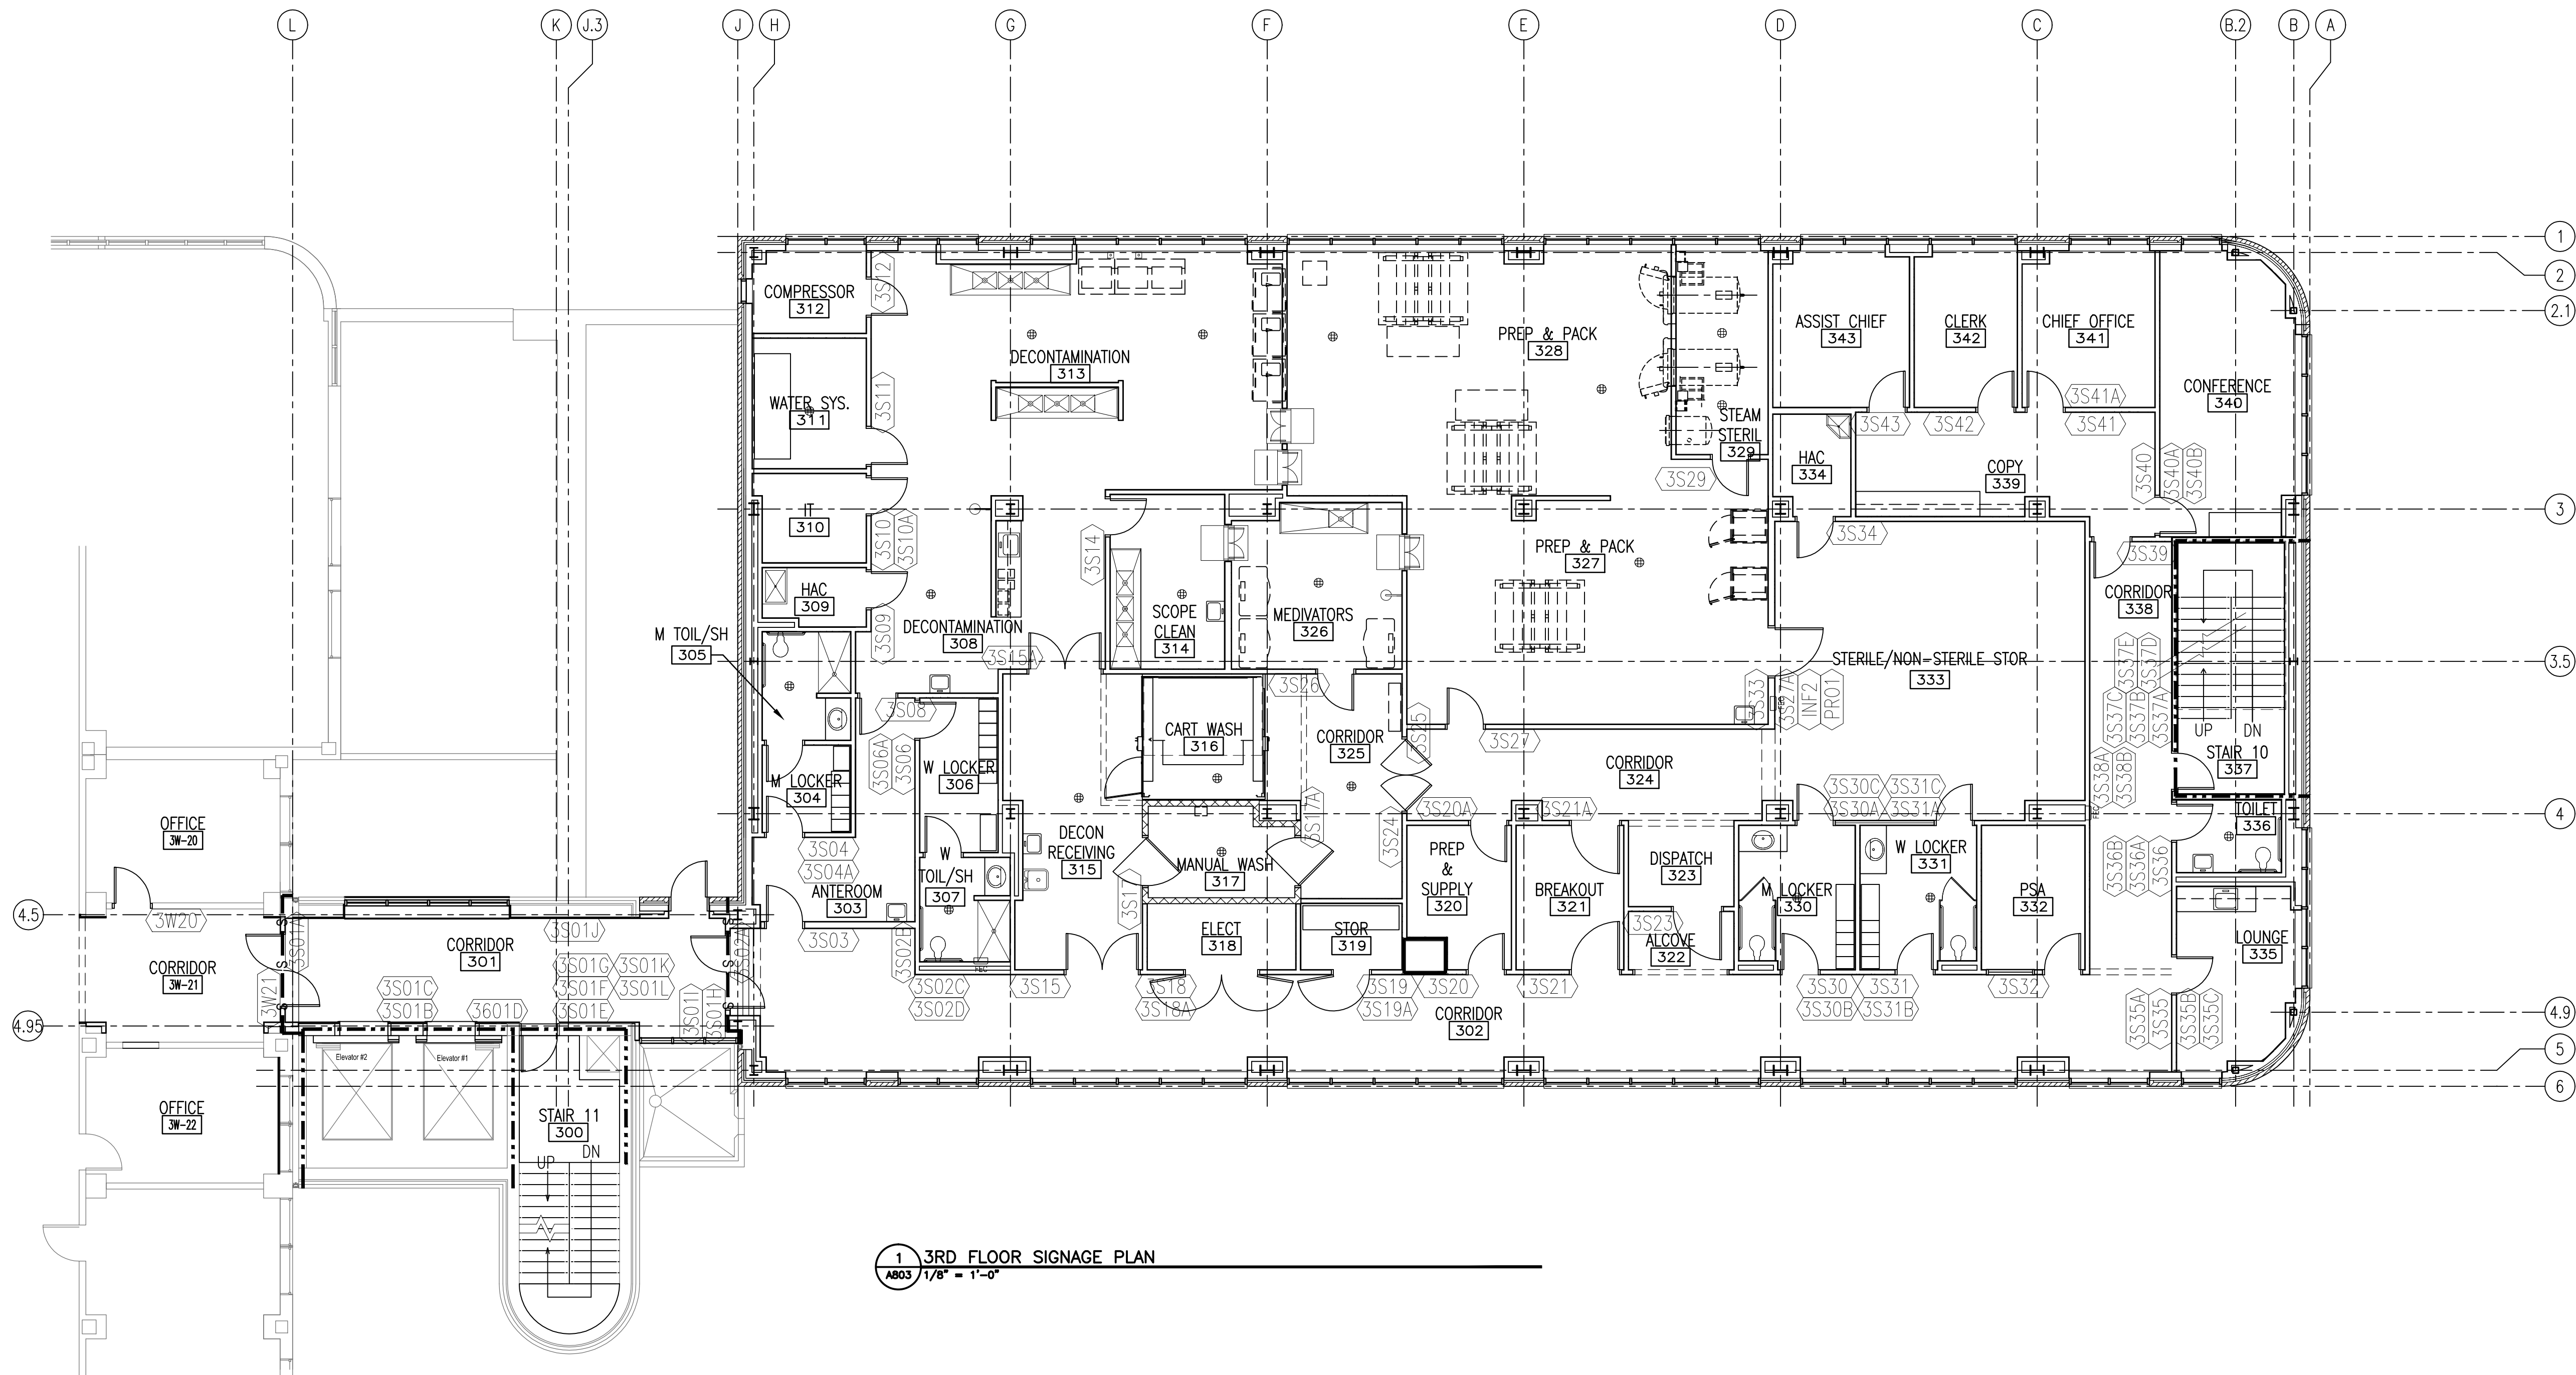 L
K
J.3
J
H
G
F
E
D
C
B.2
B
A
1
2
2.1
3
3.5
4
4.9
5
6
4.5
4.95
COMPRESSOR
312
3S12
WATER SYS.
311
3S11
IT
310
3S10
3S10A
HAC
309
3S09
M TOIL/SH
305
DECONTAMINATION
313
DECONTAMINATION
308
3S15A
3S08
3S14
SCOPE
CLEAN
314
MEDIVATORS
326
3S26
PREP & PACK
328
PREP & PACK
327
STEAM
STERIL
329
3S29
ASSIST CHIEF
343
3S43
CLERK
342
3S42
CHIEF OFFICE
341
3S41A
3S41
CONFERENCE
340
3S40
3S40A
3S40B
HAC
334
3S34
COPY
339
3S39
CORRIDOR
338
STERILE/NON-STERILE STOR
333
3S33
3S27A
INF2
PR01
3S37E
3S37D
3S37C
3S37B
3S37A
UP
DN
STAIR 10
337
3S38A
3S38B
M LOCKER
304
3S04
3S04A
3S06A
3S06
W LOCKER
306
CART WASH
316
CORRIDOR
325
3S25
3S27
CORRIDOR
324
3S17A
3S24
3S20A
3S21A
3S30C
3S31C
3S30A
3S31A
FEC
TOILET
336
3S36B
3S36A
3S36
DECON
RECEIVING
315
MANUAL WASH
317
3S17
PREP
&
SUPPLY
320
BREAKOUT
321
DISPATCH
323
3S23
ALCOVE
322
M LOCKER
330
W LOCKER
331
PSA
332
LOUNGE
335
3S35A
3S35
3S35B
3S35C
ANTEROOM
303
3S03
W
TOIL/SH
307
FEC
3S02B
3S02A
3S02C
3S02D
3S15
ELECT
318
3S18
3S18A
STOR
319
3S19
3S19A
3S20
3S21
3S30
3S30B
3S31
3S31B
3S32
CORRIDOR
302
OFFICE
3W-20
3W20
CORRIDOR
3W-21
3W21
3S01A
S
S
S
CORRIDOR
301
3S01C
3S01B
3601D
3S01J
3S01G
3S01K
3S01F
3S01L
3S01E
3S01I
3S01H
S
S
S
Elevator #2
Elevator #1
OFFICE
3W-22
STAIR 11
300
UP
DN
1
A803
3RD FLOOR SIGNAGE PLAN
1/8" = 1'-0"